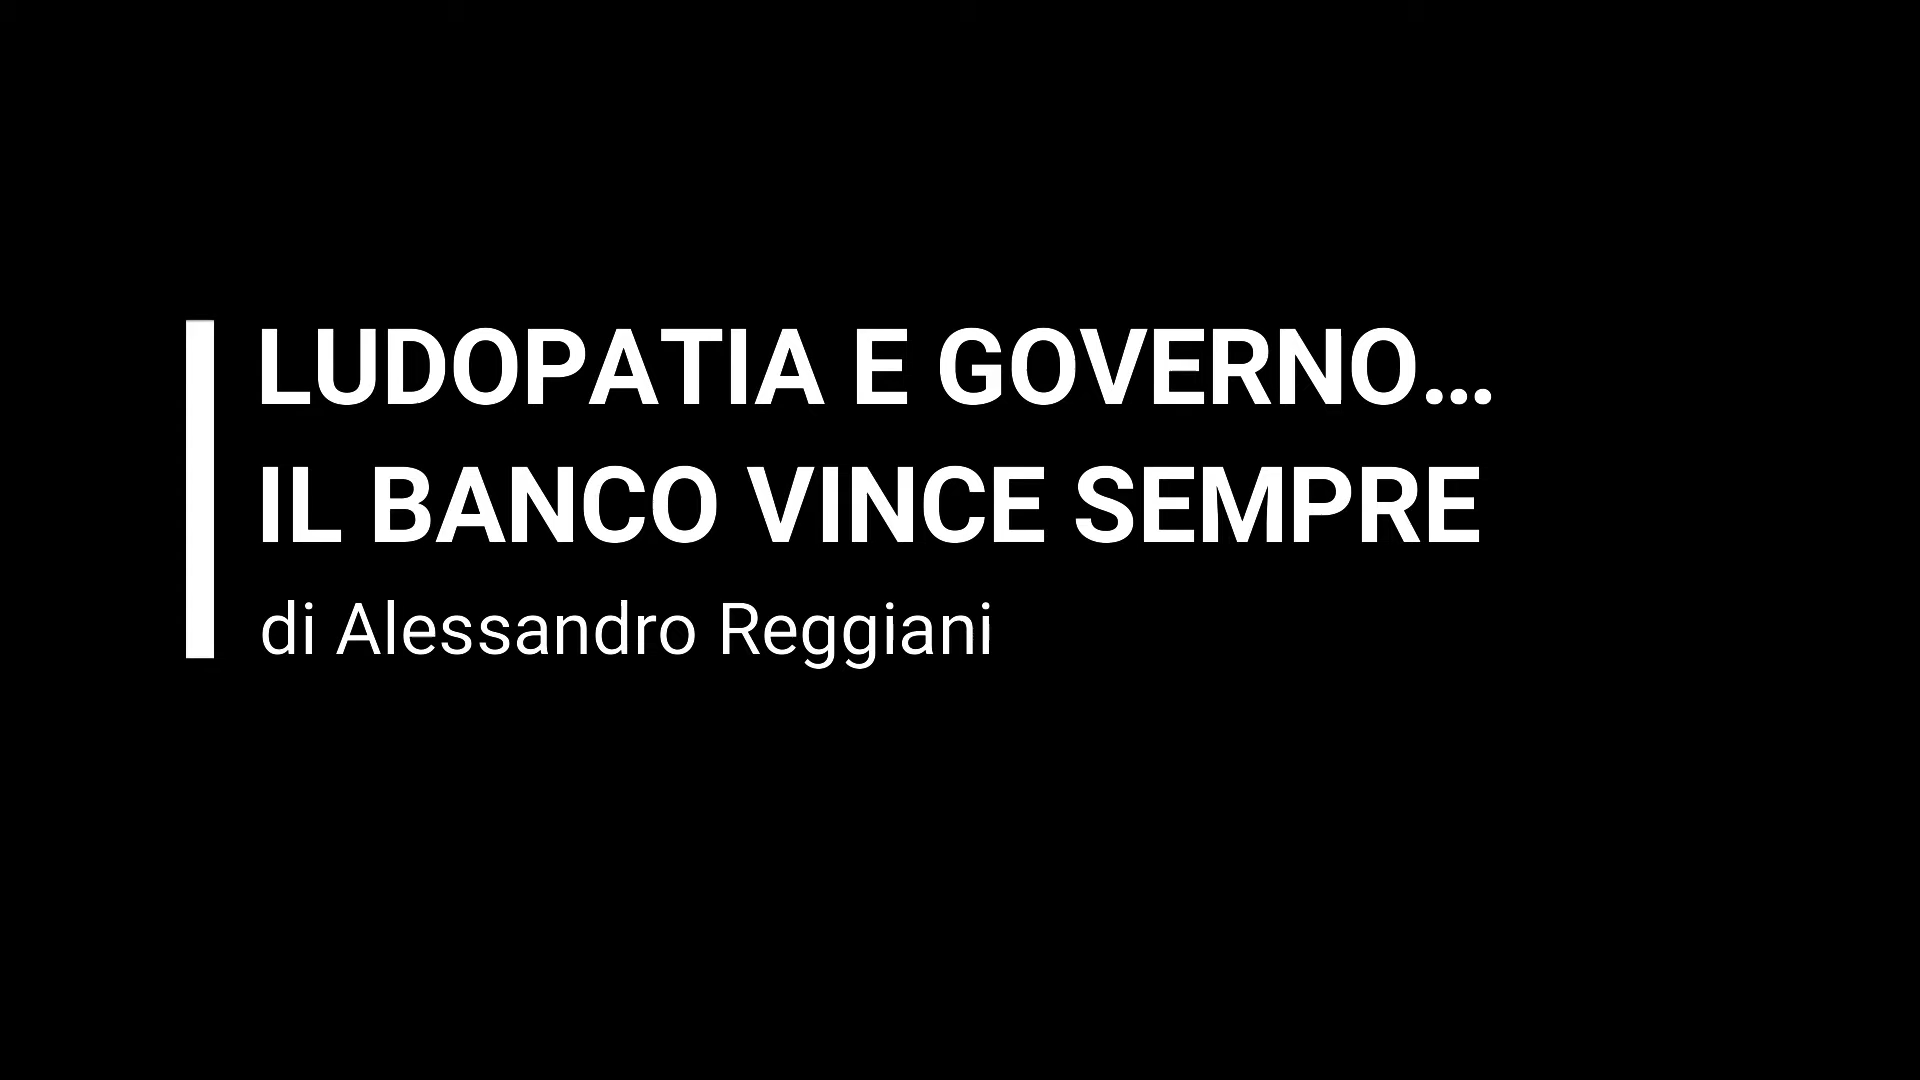 LUDOPATIA E GOVERNO...
IL BANCO VINCE SEMPRE
di Alessandro Reggiani